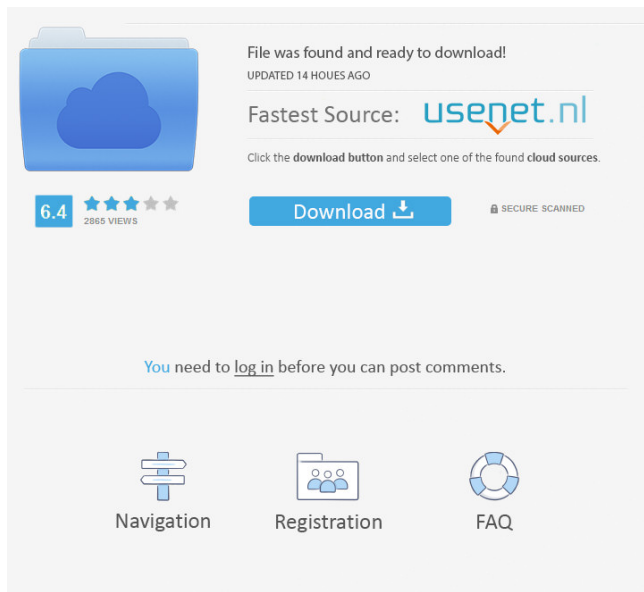 File was found and ready to download!
UPDATED 14 HOUES AGO
Fastest Source: usenet.nl
Click the download button and select one of the found cloud sources.
6.4
2865 VIEWS
Download
SECURE SCANNED
You need to log in before you can post comments.
Navigation
Registration
FAQ